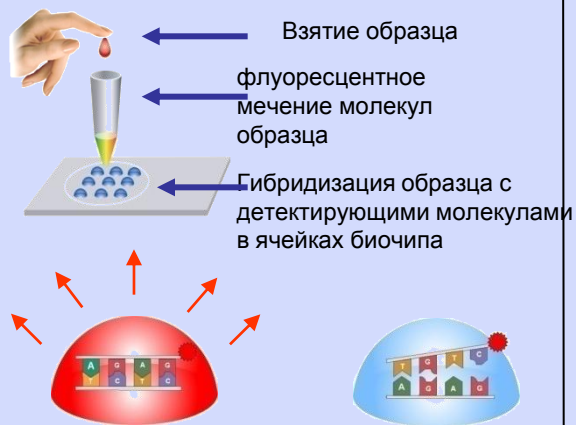 Взятие образца
флуоресцентное
мечение молекул
образца
Гибридизация образца с
детектирующими молекулами
в ячейках биочипа
A G A G
T C T C
T G T C
A G A G